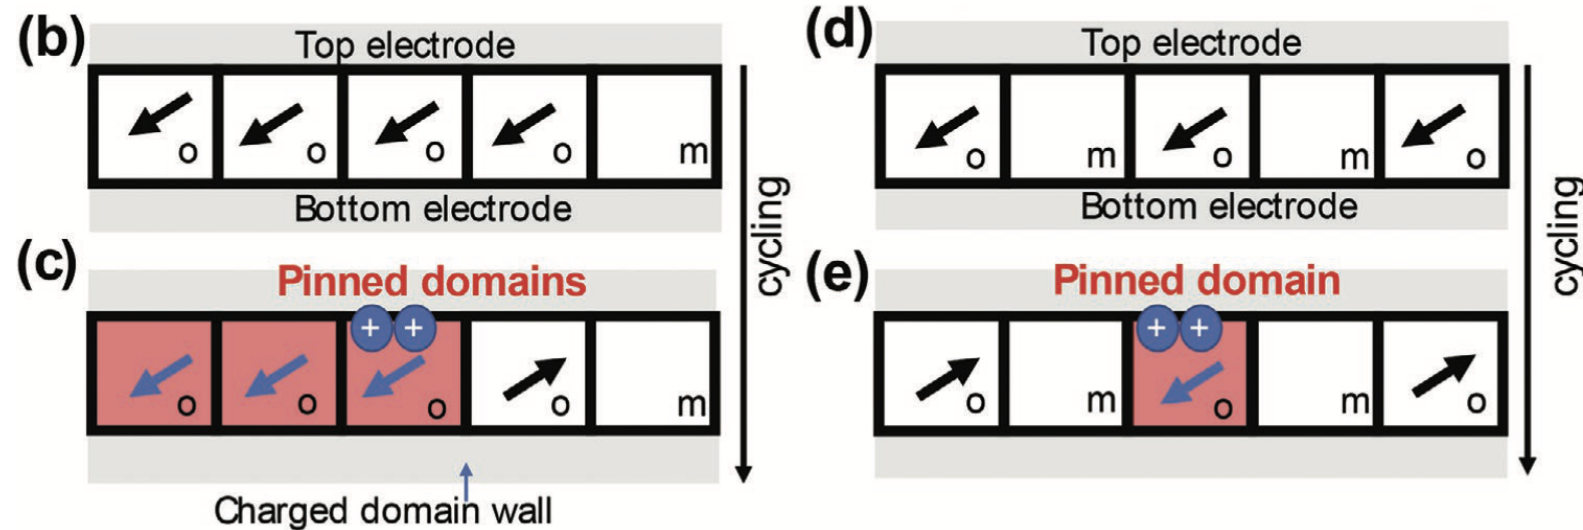 (b)
Top electrode
o o o o m
Bottom electrode
(c)
Pinned domains
+ +
o o o o m
Charged domain wall
cycling
(d)
Top electrode
o m o m o
Bottom electrode
(e)
Pinned domain
+ +
o m o m o
cycling